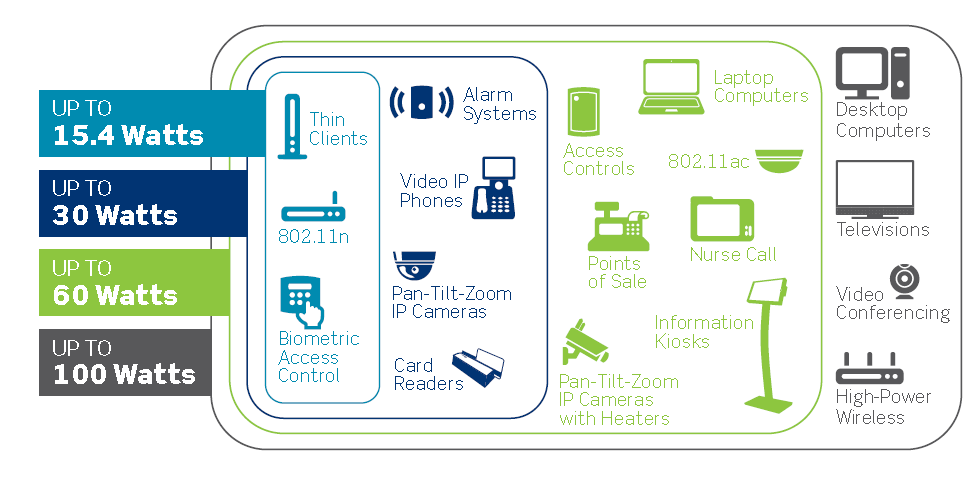 UP TO
15.4 Watts
UP TO
30 Watts
UP TO
60 Watts
UP TO
100 Watts
Thin
Clients
802.11n
Biometric
Access
Control
Alarm
Systems
Video IP
Phones
Pan-Tilt-Zoom
IP Cameras
Card
Readers
Laptop
Computers
Access
Controls
802.11ac
Points
of Sale
Nurse Call
Information
Kiosks
Pan-Tilt-Zoom
IP Cameras
with Heaters
Desktop
Computers
Televisions
Video
Conferencing
High-Power
Wireless